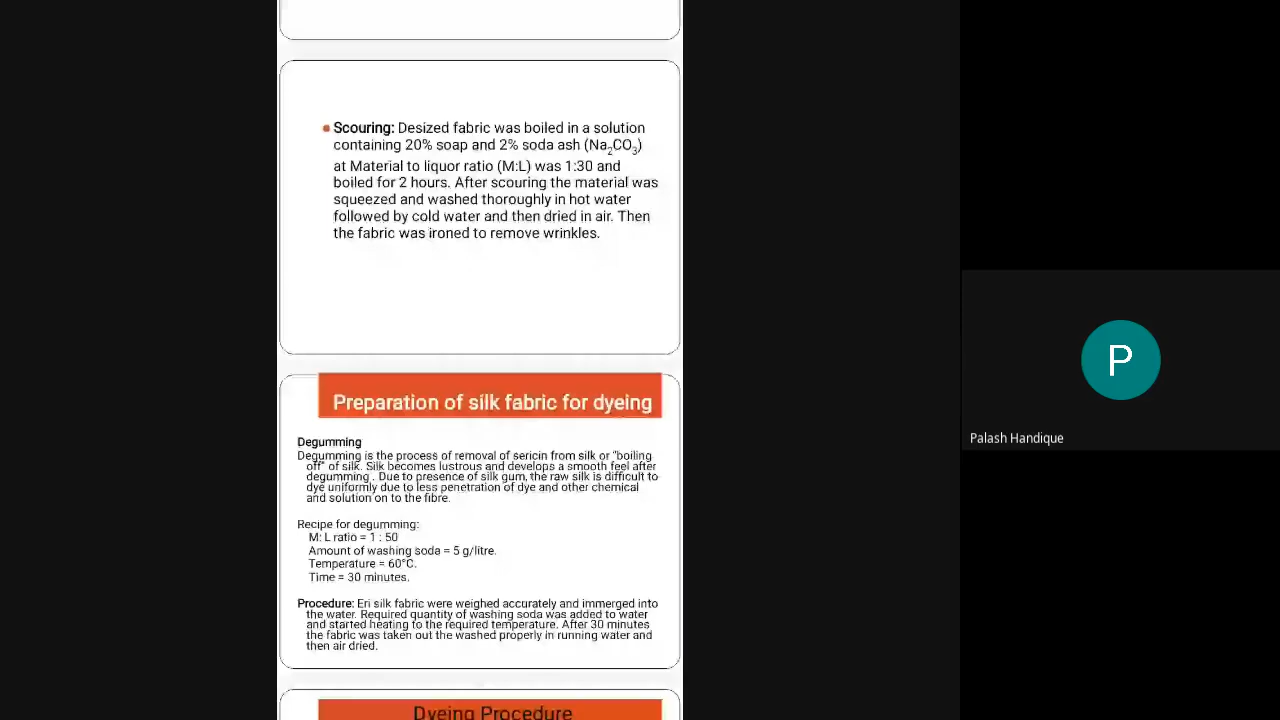 Scouring: Desized fabric was boiled in a solution
containing 20% soap and 2% soda ash (Na₂CO₃)
at Material to liquor ratio (M:L) was 1:30 and
boiled for 2 hours. After scouring the material was
squeezed and washed thoroughly in hot water
followed by cold water and then dried in air. Then
the fabric was ironed to remove wrinkles.
Preparation of silk fabric for dyeing
Degumming
Degumming is the process of removal of sericin from silk or "boiling
off" of silk. Silk becomes lustrous and develops a smooth feel after
degumming . Due to presence of silk gum, the raw silk is difficult to
dye uniformly due to less penetration of dye and other chemical
and solution on to the fibre.
Recipe for degumming:
M: L ratio = 1 : 50
Amount of washing soda = 5 g/litre.
Temperature = 60°C.
Time = 30 minutes.
Procedure: Eri silk fabric were weighed accurately and immerged into
the water. Required quantity of washing soda was added to water
and started heating to the required temperature. After 30 minutes
the fabric was taken out the washed properly in running water and
then air dried.
Dyeing Procedure
P
Palash Handique